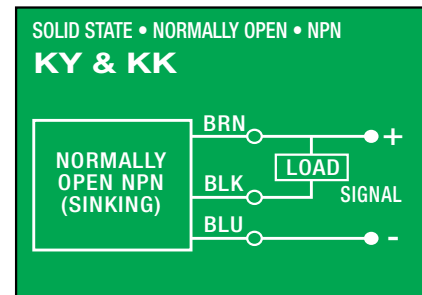 SOLID STATE • NORMALLY OPEN • NPN
KY & KK
BRN
+
NORMALLY
OPEN NPN
(SINKING)
LOAD
BLK
SIGNAL
BLU
-